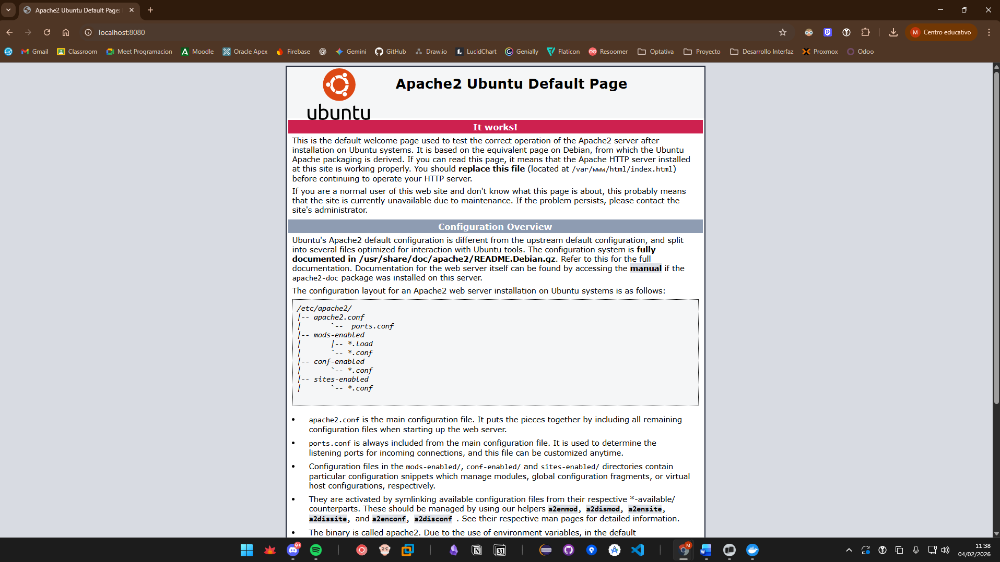 Apache2 Ubuntu Default Page:
localhost:8080
M Centro educativo
Gmail Classroom Meet Programacion Moodle Oracle Apex Firebase Gemini GitHub Draw.io LucidChart Genially Flaticon Resoomer Optativa Proyecto Desarrollo Interfaz Proxmox Odoo
ubuntu
Apache2 Ubuntu Default Page
It works!
This is the default welcome page used to test the correct operation of the Apache2 server after
installation on Ubuntu systems. It is based on the equivalent page on Debian, from which the Ubuntu
Apache packaging is derived. If you can read this page, it means that the Apache HTTP server installed
at this site is working properly. You should replace this file (located at /var/www/html/index.html)
before continuing to operate your HTTP server.
If you are a normal user of this web site and don't know what this page is about, this probably means
that the site is currently unavailable due to maintenance. If the problem persists, please contact the
site's administrator.
Configuration Overview
Ubuntu's Apache2 default configuration is different from the upstream default configuration, and split
into several files optimized for interaction with Ubuntu tools. The configuration system is fully
documented in /usr/share/doc/apache2/README.Debian.gz. Refer to this for the full
documentation. Documentation for the web server itself can be found by accessing the manual if the
apache2-doc package was installed on this server.
The configuration layout for an Apache2 web server installation on Ubuntu systems is as follows:
/etc/apache2/
|-- apache2.conf
|       `--  ports.conf
|-- mods-enabled
|       |-- *.load
|       `-- *.conf
|-- conf-enabled
|       `-- *.conf
|-- sites-enabled
|       `-- *.conf
• apache2.conf is the main configuration file. It puts the pieces together by including all remaining
configuration files when starting up the web server.
• ports.conf is always included from the main configuration file. It is used to determine the
listening ports for incoming connections, and this file can be customized anytime.
• Configuration files in the mods-enabled/, conf-enabled/ and sites-enabled/ directories contain
particular configuration snippets which manage modules, global configuration fragments, or virtual
host configurations, respectively.
• They are activated by symlinking available configuration files from their respective *-available/
counterparts. These should be managed by using our helpers a2enmod, a2dismod, a2ensite,
a2dissite, and a2enconf, a2disconf . See their respective man pages for detailed information.
• The binary is called apache2. Due to the use of environment variables, in the default
9+
31
M
11:38
04/02/2026